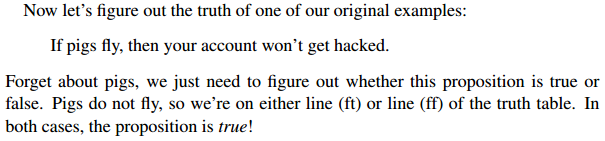 Now let’s figure out the truth of one of our original examples:
If pigs fly, then your account won’t get hacked.
Forget about pigs, we just need to figure out whether this proposition is true or
false. Pigs do not fly, so we’re on either line (ft) or line (ff) of the truth table. In
both cases, the proposition is true!